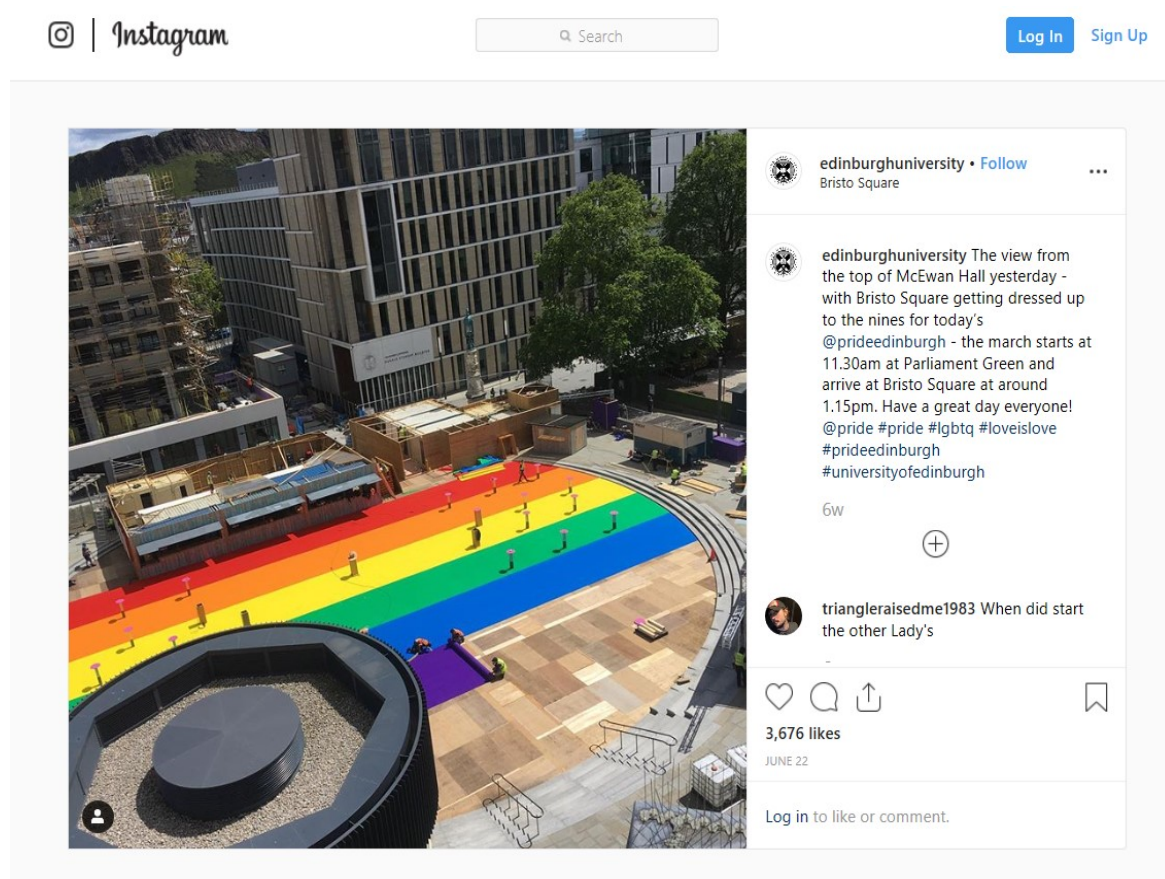 Instagram
Search
Log In
Sign Up
edinburghuniversity • Follow
Bristo Square
edinburghuniversity The view from
the top of McEwan Hall yesterday -
with Bristo Square getting dressed up
to the nines for today's
@prideedinburgh - the march starts at
11.30am at Parliament Green and
arrive at Bristo Square at around
1.15pm. Have a great day everyone!
@pride #pride #lgbtq #loveislove
#prideedinburgh
#universityofedinburgh
6w
triangleraisedme1983 When did start
the other Lady's
3,676 likes
JUNE 22
Log in to like or comment.